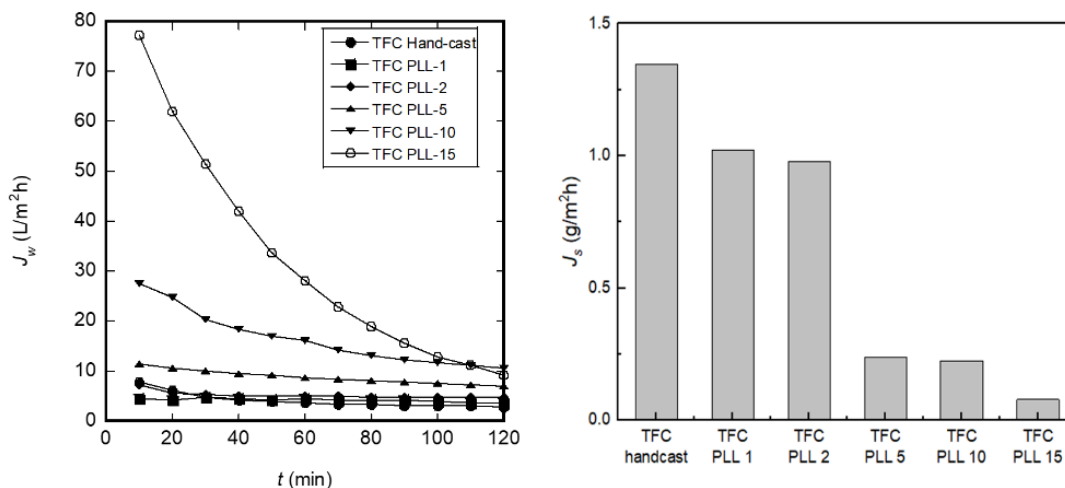 80
70
60
50
40
30
20
10
0
J_w (L/m²h)
TFC Hand-cast
TFC PLL-1
TFC PLL-2
TFC PLL-5
TFC PLL-10
TFC PLL-15
0 20 40 60 80 100 120
t (min)
1.5
1.0
0.5
0.0
J_s (g/m²h)
TFC TFC TFC TFC TFC TFC
handcast PLL 1 PLL 2 PLL 5 PLL 10 PLL 15